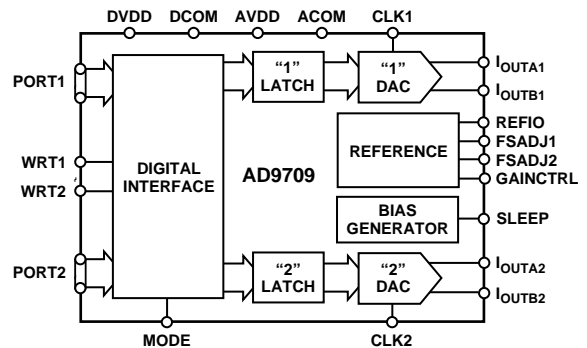 DVDD DCOM AVDD ACOM CLK1
PORT1
WRT1
WRT2
PORT2
DIGITAL
INTERFACE
MODE
"1"
LATCH
"1"
DAC
IOUTA1
IOUTB1
AD9709
REFERENCE
REFIO
FSADJ1
FSADJ2
GAINCTRL
BIAS
GENERATOR
SLEEP
"2"
LATCH
"2"
DAC
IOUTA2
IOUTB2
CLK2